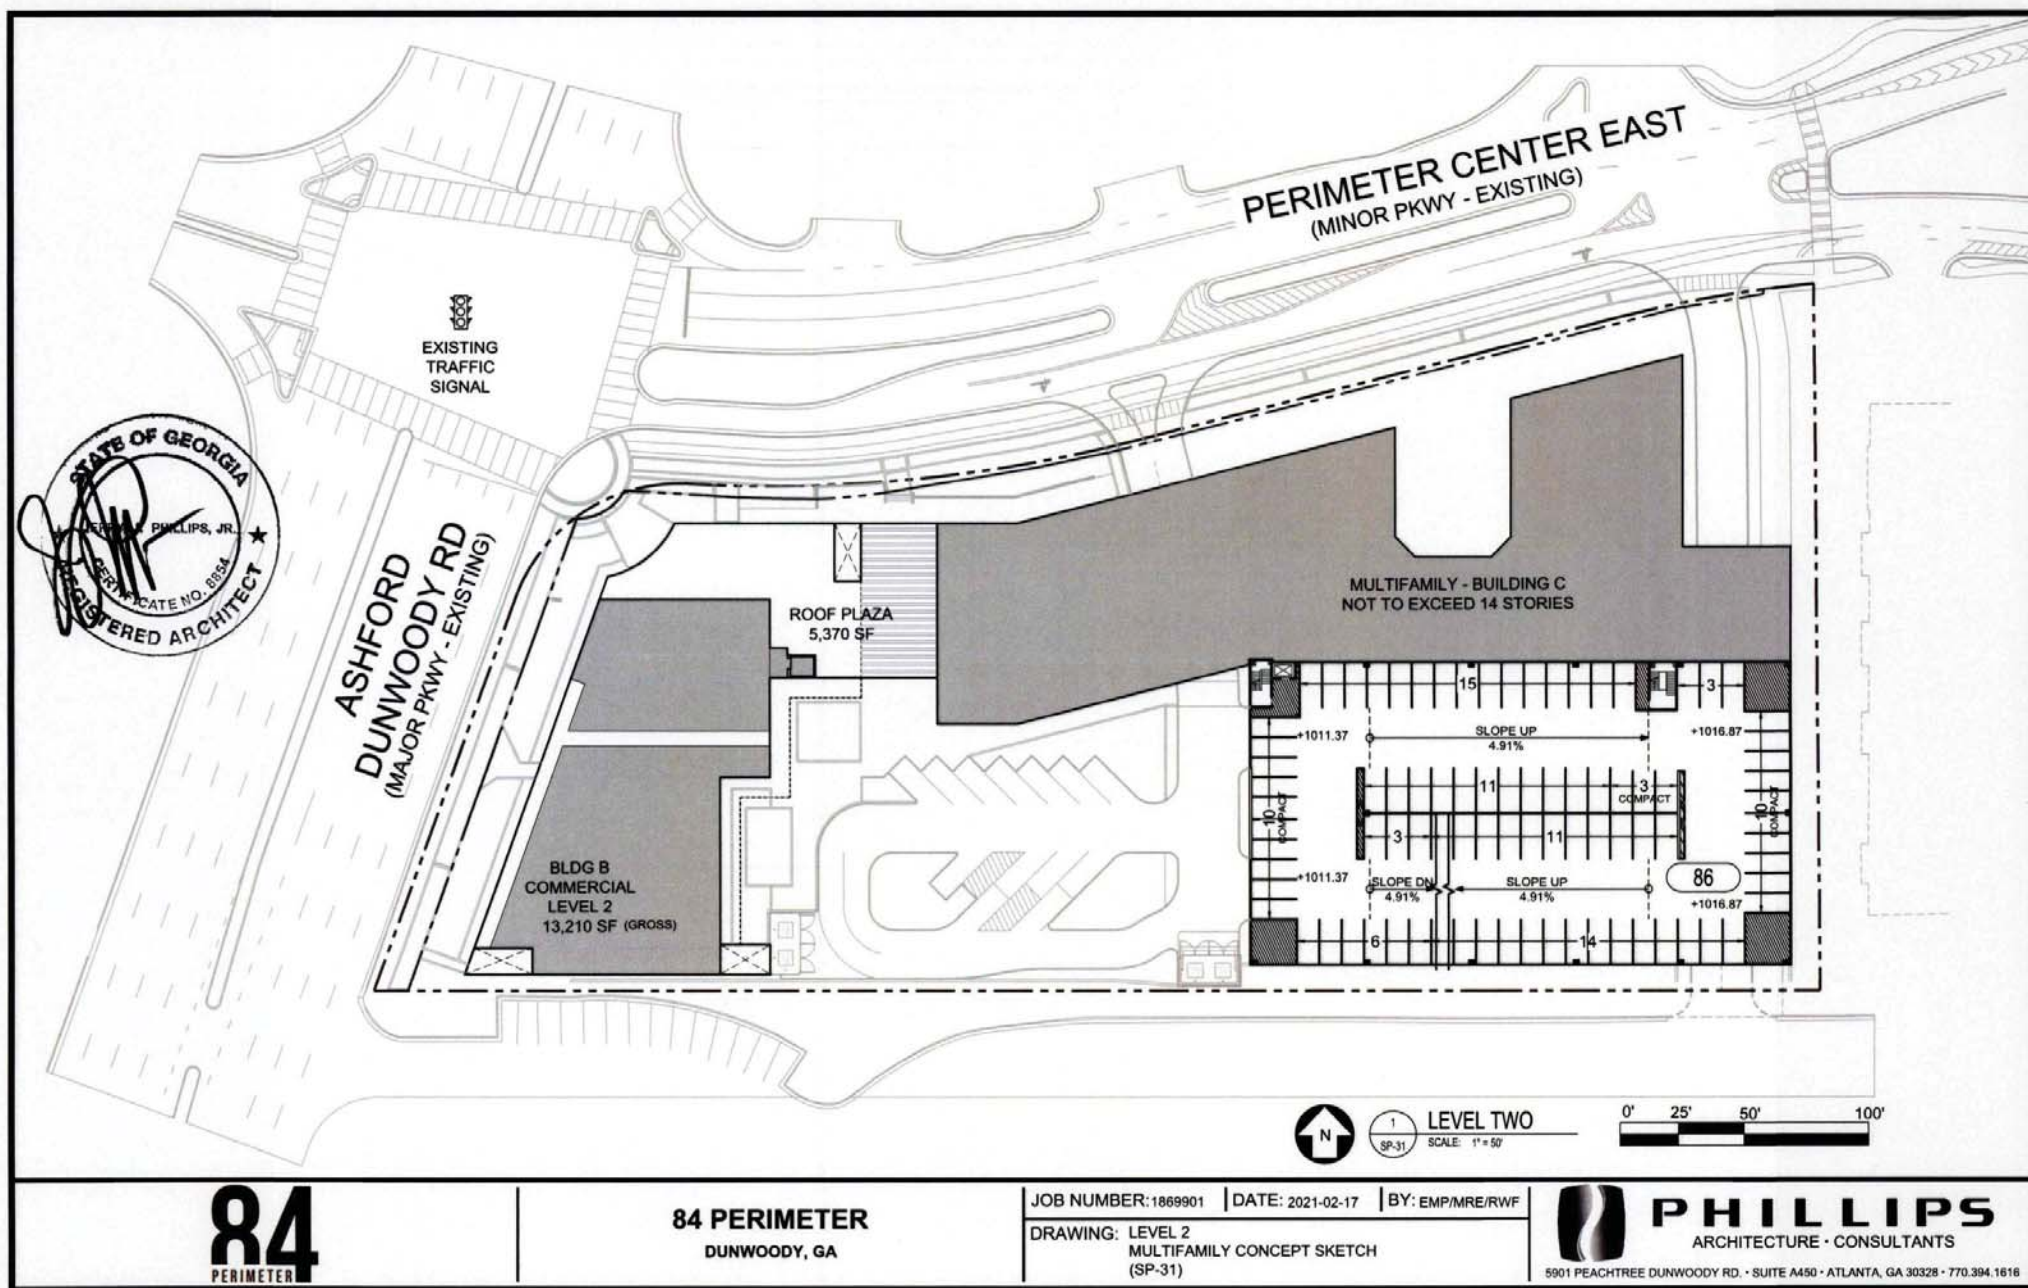 PERIMETER CENTER EAST
(MINOR PKWY - EXISTING)
EXISTING
TRAFFIC
SIGNAL
STATE OF GEORGIA
PHILLIPS, JR.
CERTIFICATE NO. 8854
REGISTERED ARCHITECT
ASHFORD
DUNWOODY RD
(MAJOR PKWY - EXISTING)
ROOF PLAZA
5,370 SF
MULTIFAMILY - BUILDING C
NOT TO EXCEED 14 STORIES
15
3
+1011.37
SLOPE UP
4.91%
+1016.87
11
3
COMPACT
10
COMPACT
10
COMPACT
3
11
+1011.37
SLOPE DN
4.91%
SLOPE UP
4.91%
86
+1016.87
6
14
BLDG B
COMMERCIAL
LEVEL 2
13,210 SF (GROSS)
N
1
SP-31
LEVEL TWO
SCALE: 1" = 50'
0' 25' 50' 100'
84
PERIMETER
84 PERIMETER
DUNWOODY, GA
JOB NUMBER: 1869901 DATE: 2021-02-17 BY: EMP/MRE/RWF
DRAWING: LEVEL 2
MULTIFAMILY CONCEPT SKETCH
(SP-31)
PHILLIPS
ARCHITECTURE · CONSULTANTS
5901 PEACHTREE DUNWOODY RD. · SUITE A450 · ATLANTA, GA 30328 · 770.394.1616